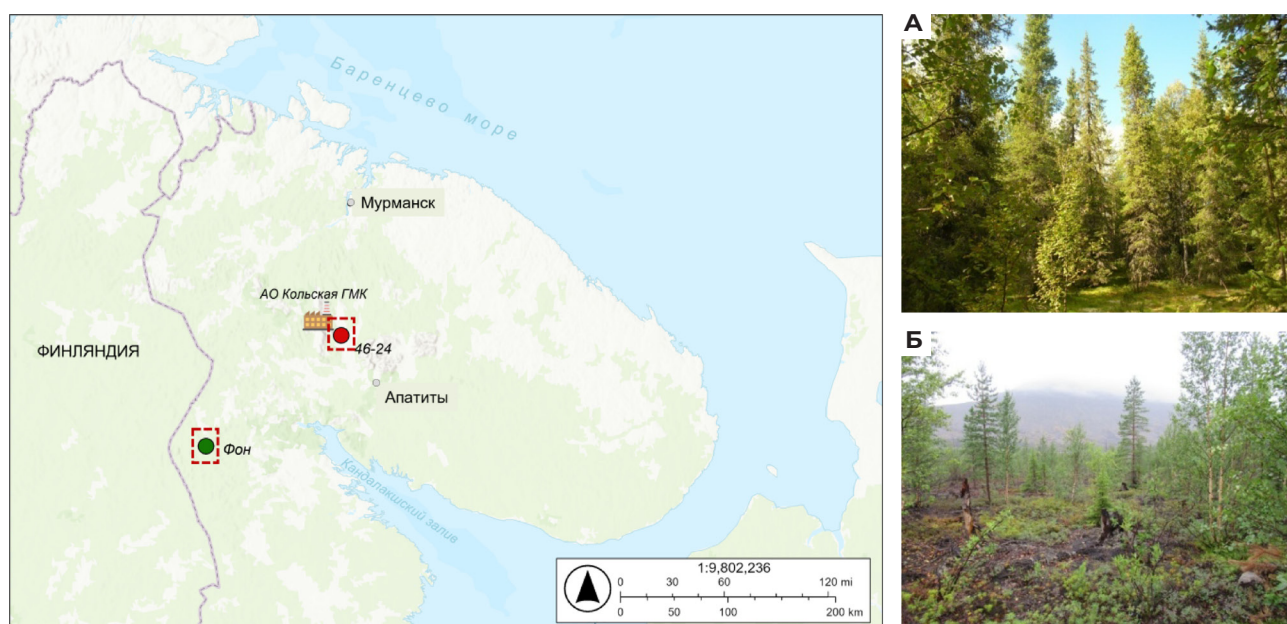 Баренцево
море
Мурманск
АО Кольская ГМК
ФИНЛЯНДИЯ
46-24
Апатиты
Фон
Кандалакшский залив
1:9,802,236
0 30 60 120 mi
0 50 100 200 km
А
Б